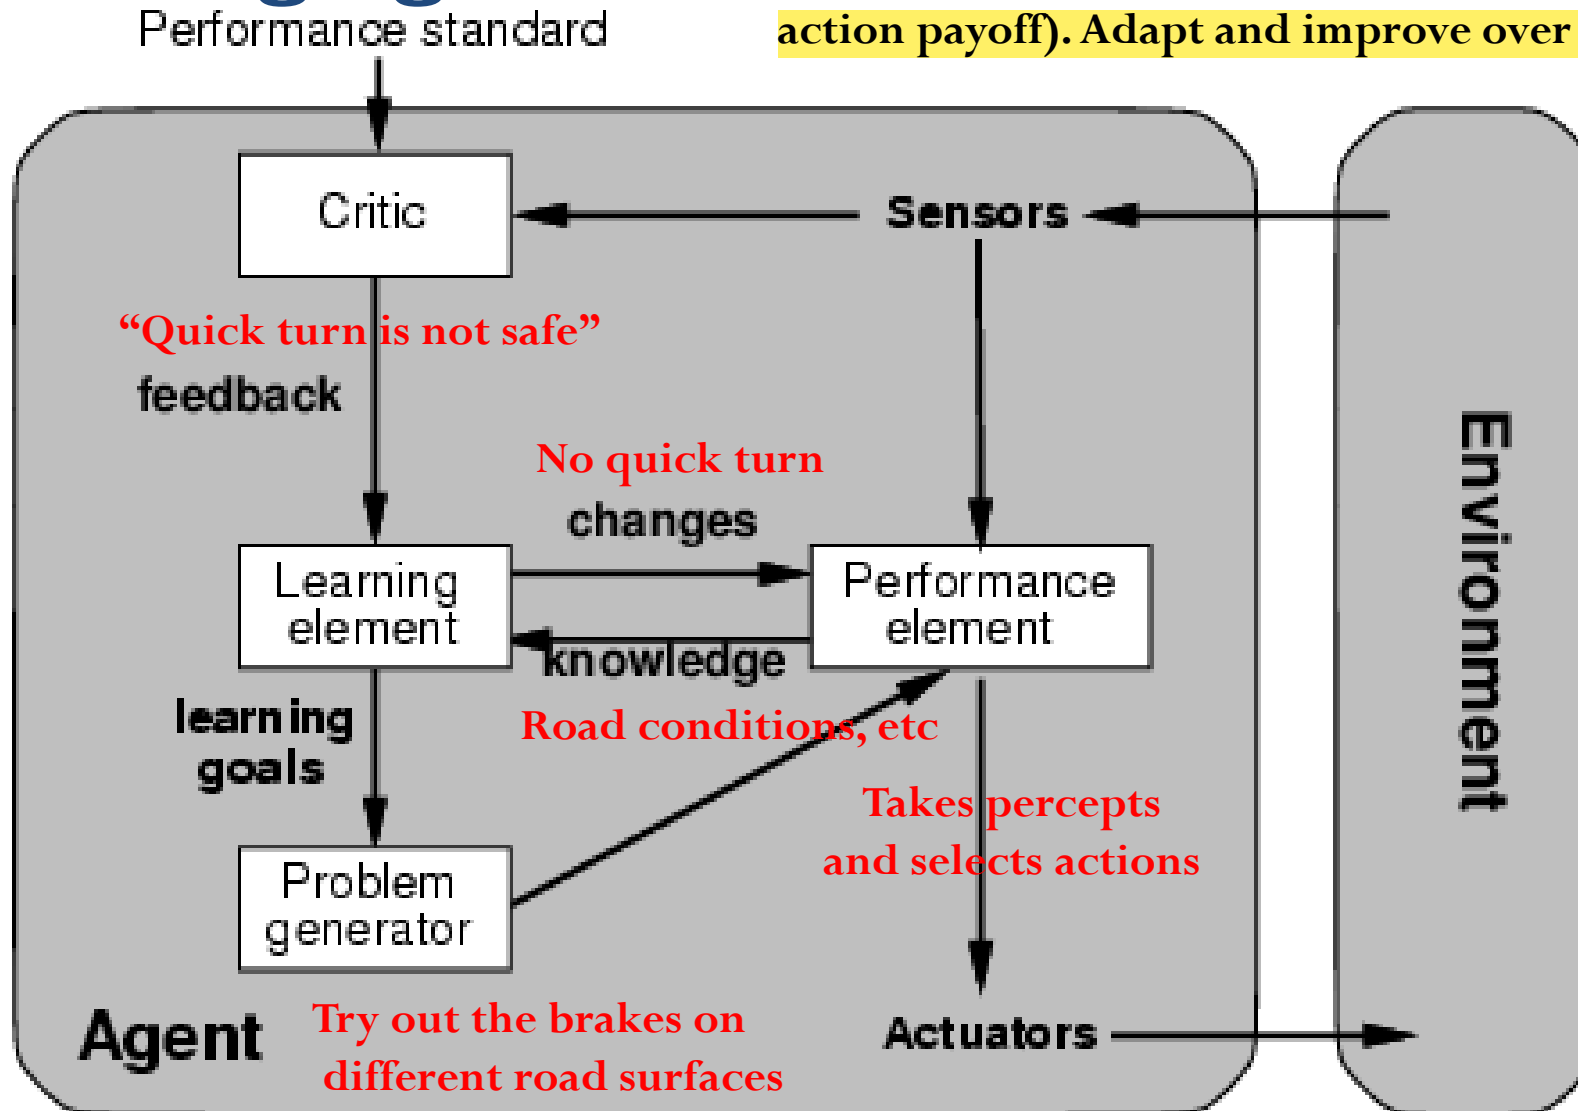 Performance standard
action payoff). Adapt and improve over
Critic
Sensors
“Quick turn is not safe”
feedback
No quick turn
changes
Learning
element
Performance
element
knowledge
Road conditions, etc
learning
goals
Takes percepts
and selects actions
Problem
generator
Environment
Agent
Try out the brakes on
different road surfaces
Actuators